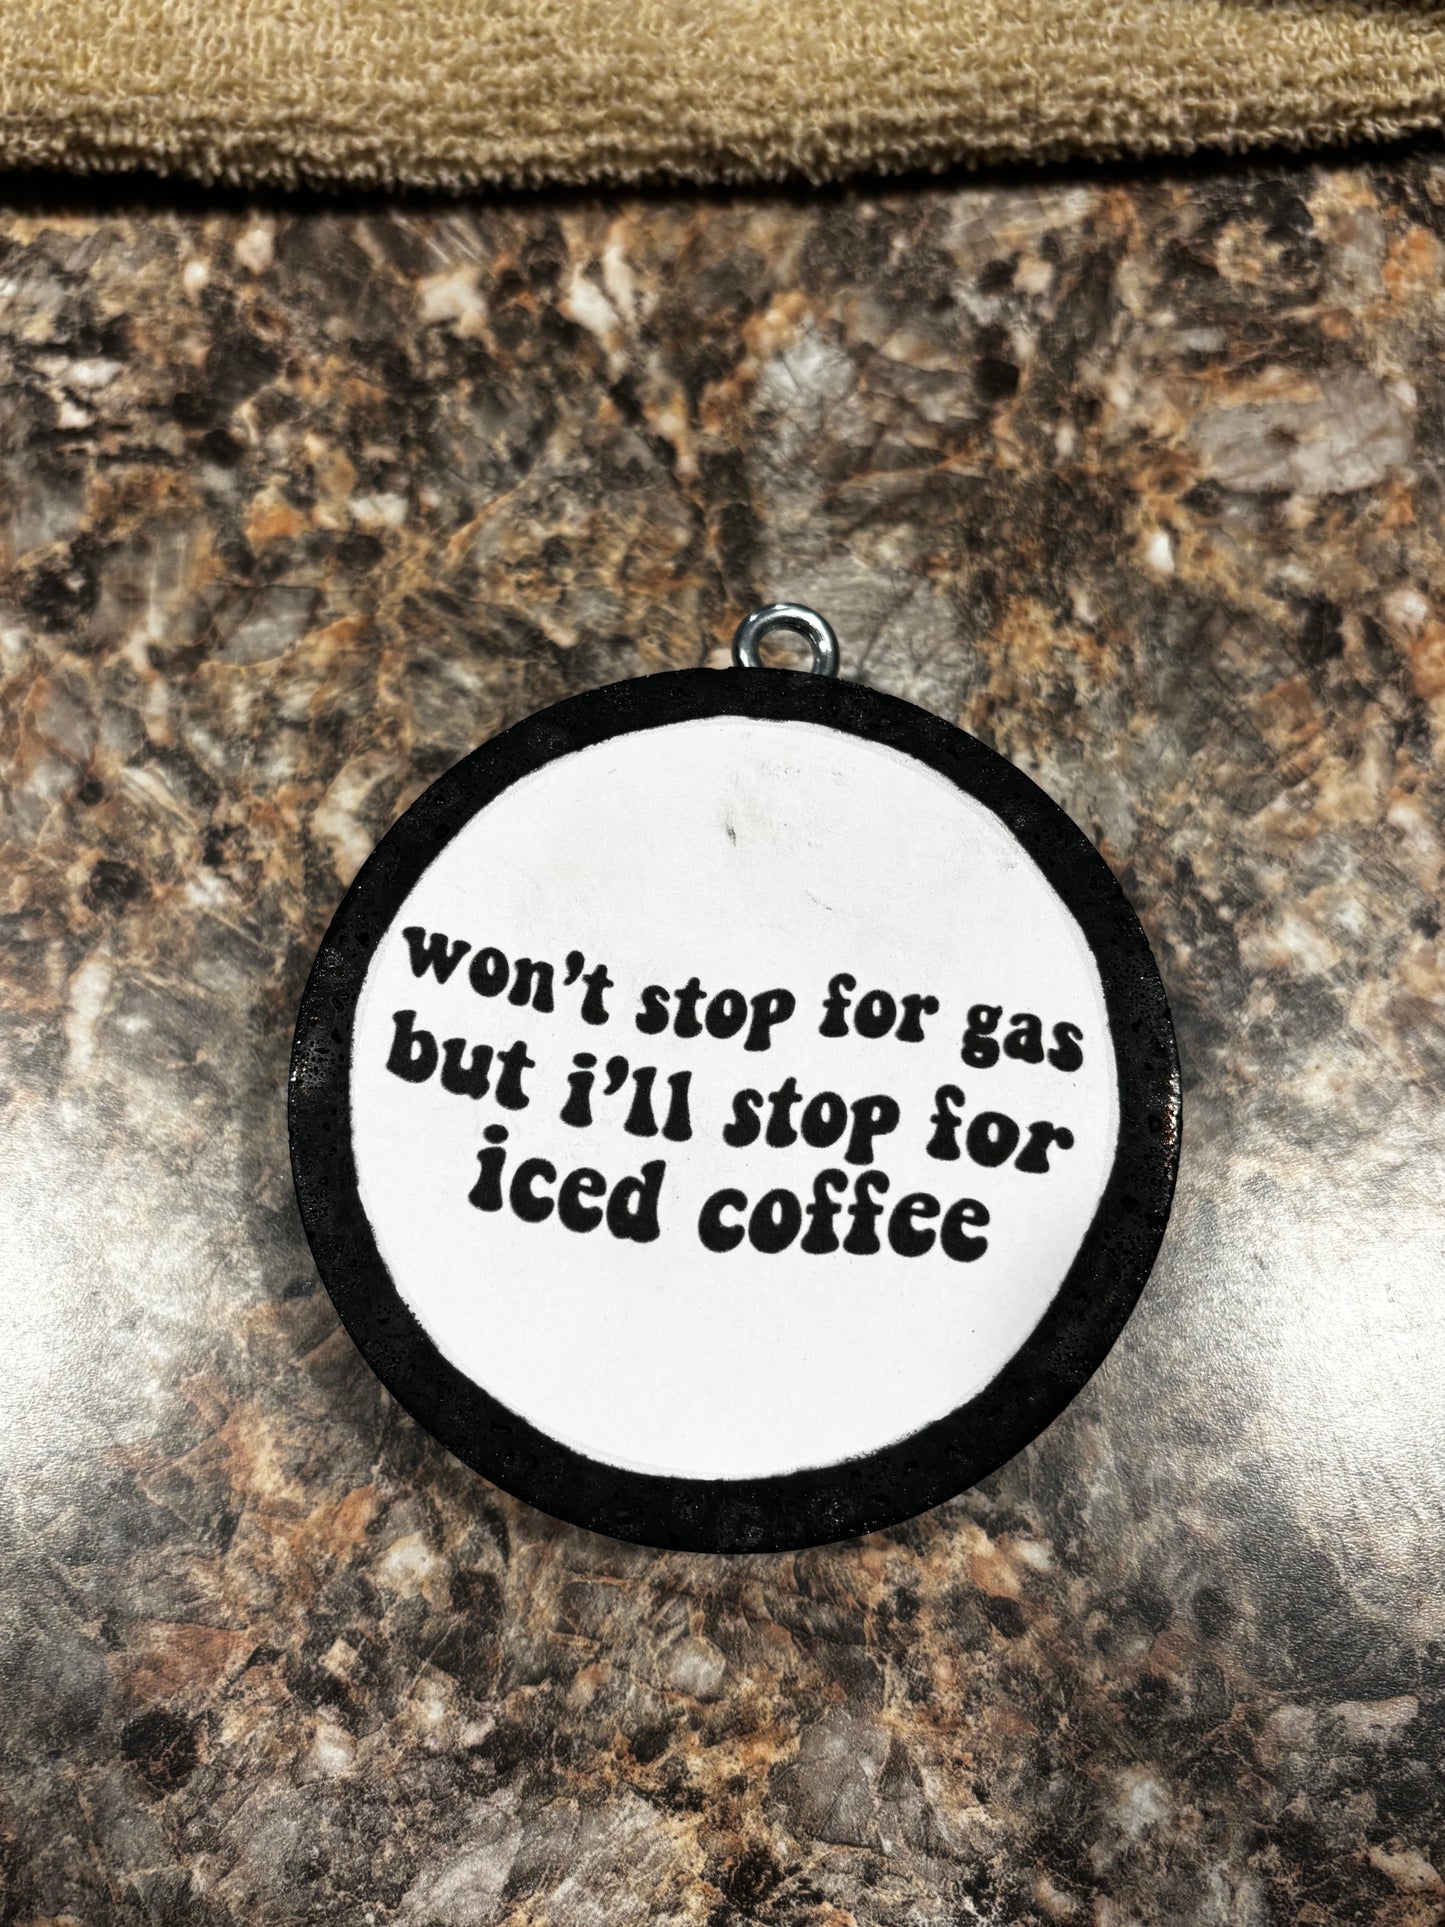 won't stop for gas
but i'll stop for
iced coffee